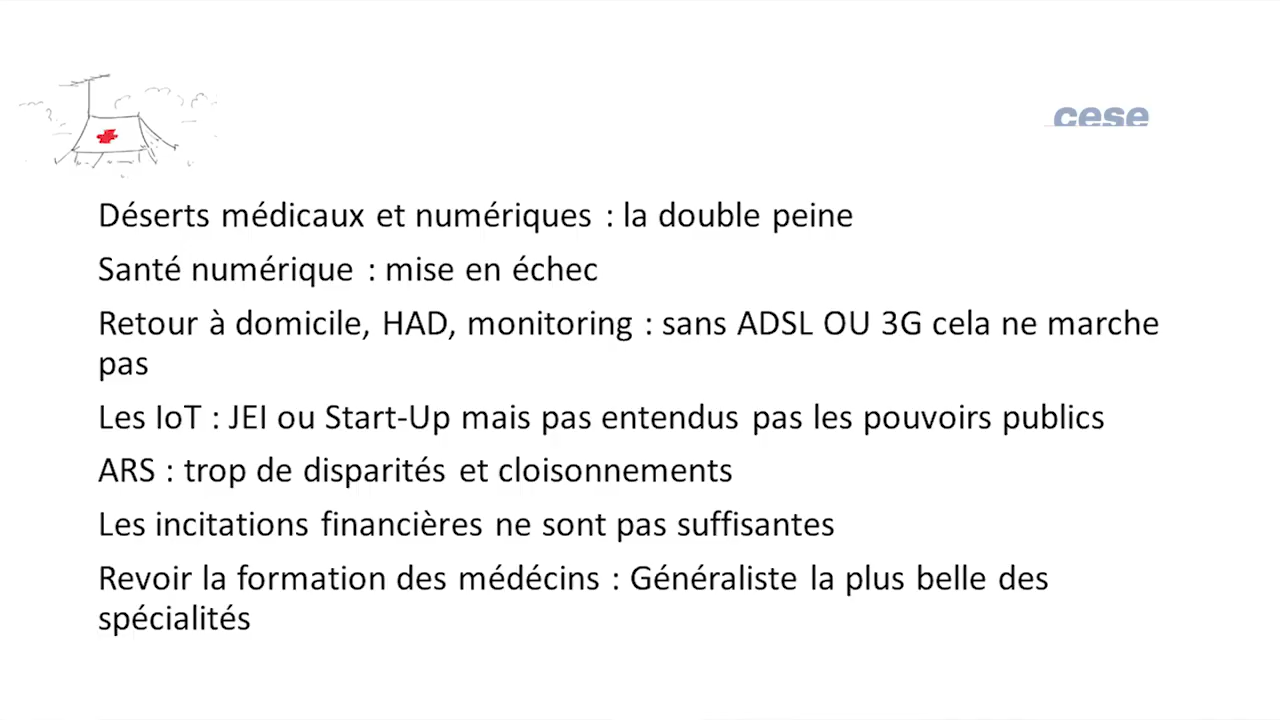 cese
Déserts médicaux et numériques : la double peine
Santé numérique : mise en échec
Retour à domicile, HAD, monitoring : sans ADSL OU 3G cela ne marche
pas
Les IoT : JEI ou Start-Up mais pas entendus pas les pouvoirs publics
ARS : trop de disparités et cloisonnements
Les incitations financières ne sont pas suffisantes
Revoir la formation des médécins : Généraliste la plus belle des
spécialités